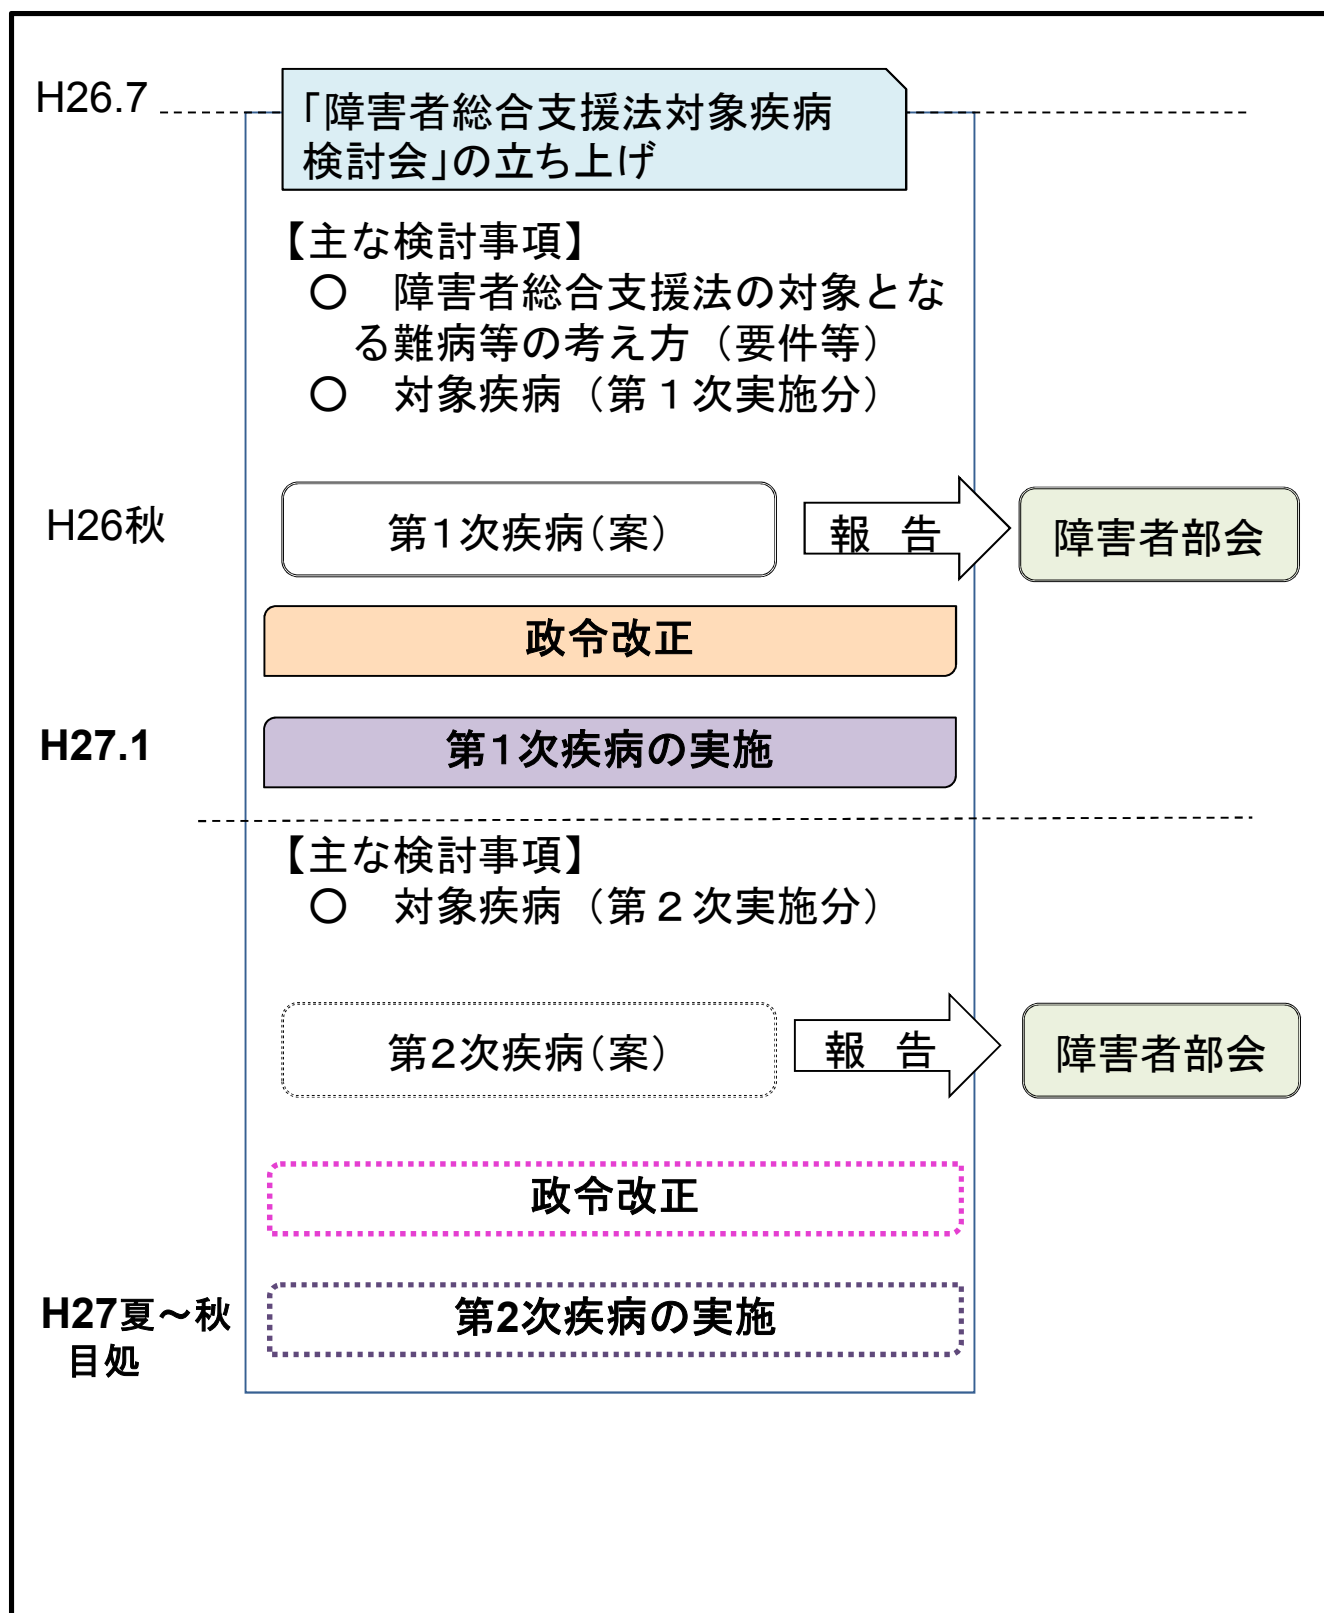 H26.7
「障害者総合支援法対象疾病
検討会」の立ち上げ
【主な検討事項】
○　障害者総合支援法の対象とな
る難病等の考え方（要件等）
○　対象疾病（第１次実施分）
H26秋
第１次疾病（案）
報　告
障害者部会
政令改正
H27.1
第１次疾病の実施
【主な検討事項】
○　対象疾病（第２次実施分）
第２次疾病（案）
報　告
障害者部会
政令改正
H27夏～秋
目処
第2次疾病の実施